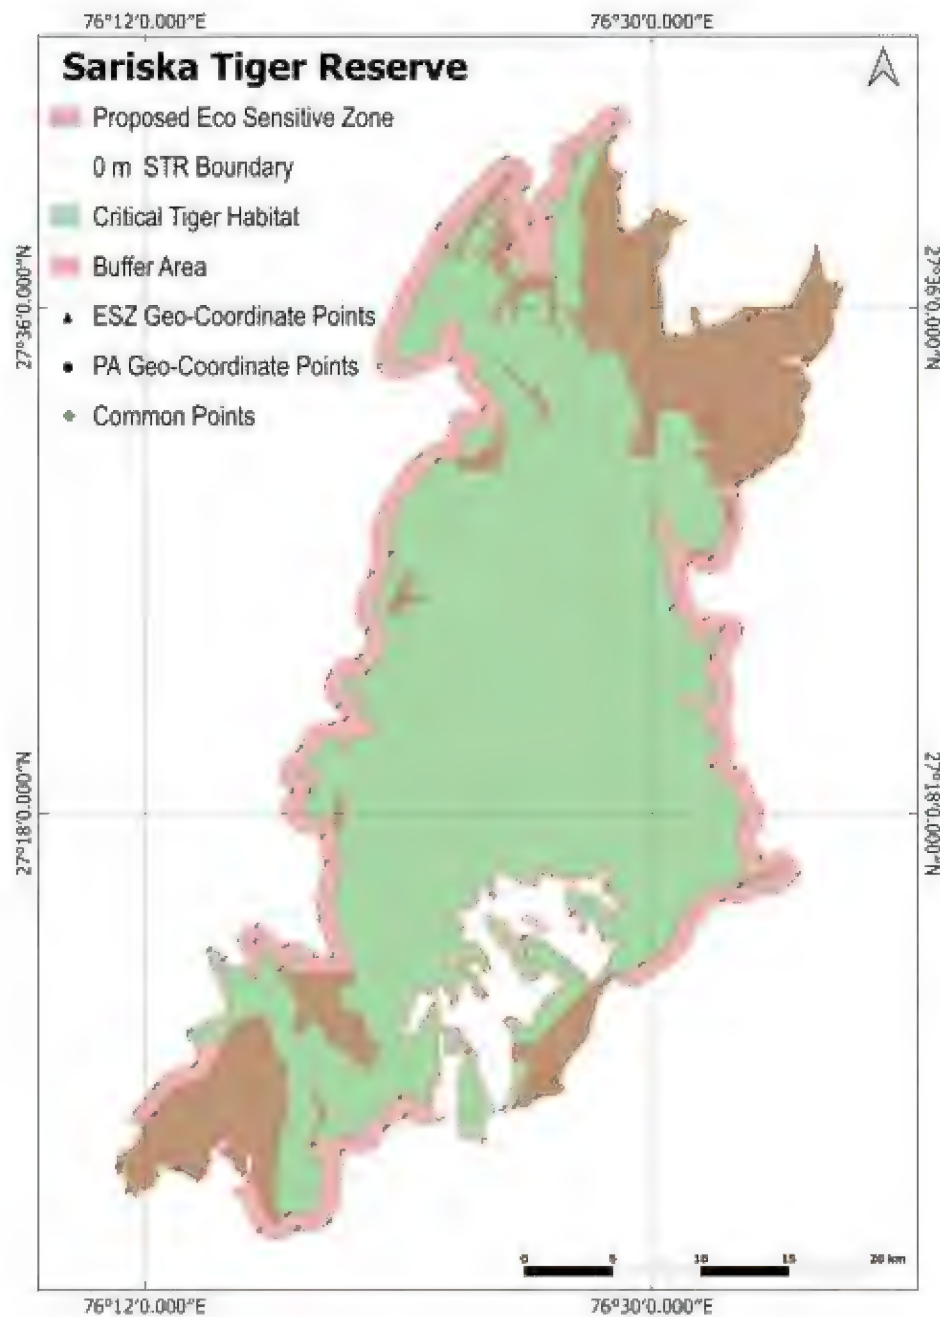 76°12'0.000"E 76°30'0.000"E
Sariska Tiger Reserve
Proposed Eco Sensitive Zone
0 m STR Boundary
Critical Tiger Habitat
Buffer Area
ESZ Geo-Coordinate Points
PA Geo-Coordinate Points
Common Points
27°36'0.000"N
27°36'0.000"N
27°18'0.000"N
27°18'0.000"N
0 5 10 15 20 km
76°12'0.000"E 76°30'0.000"E